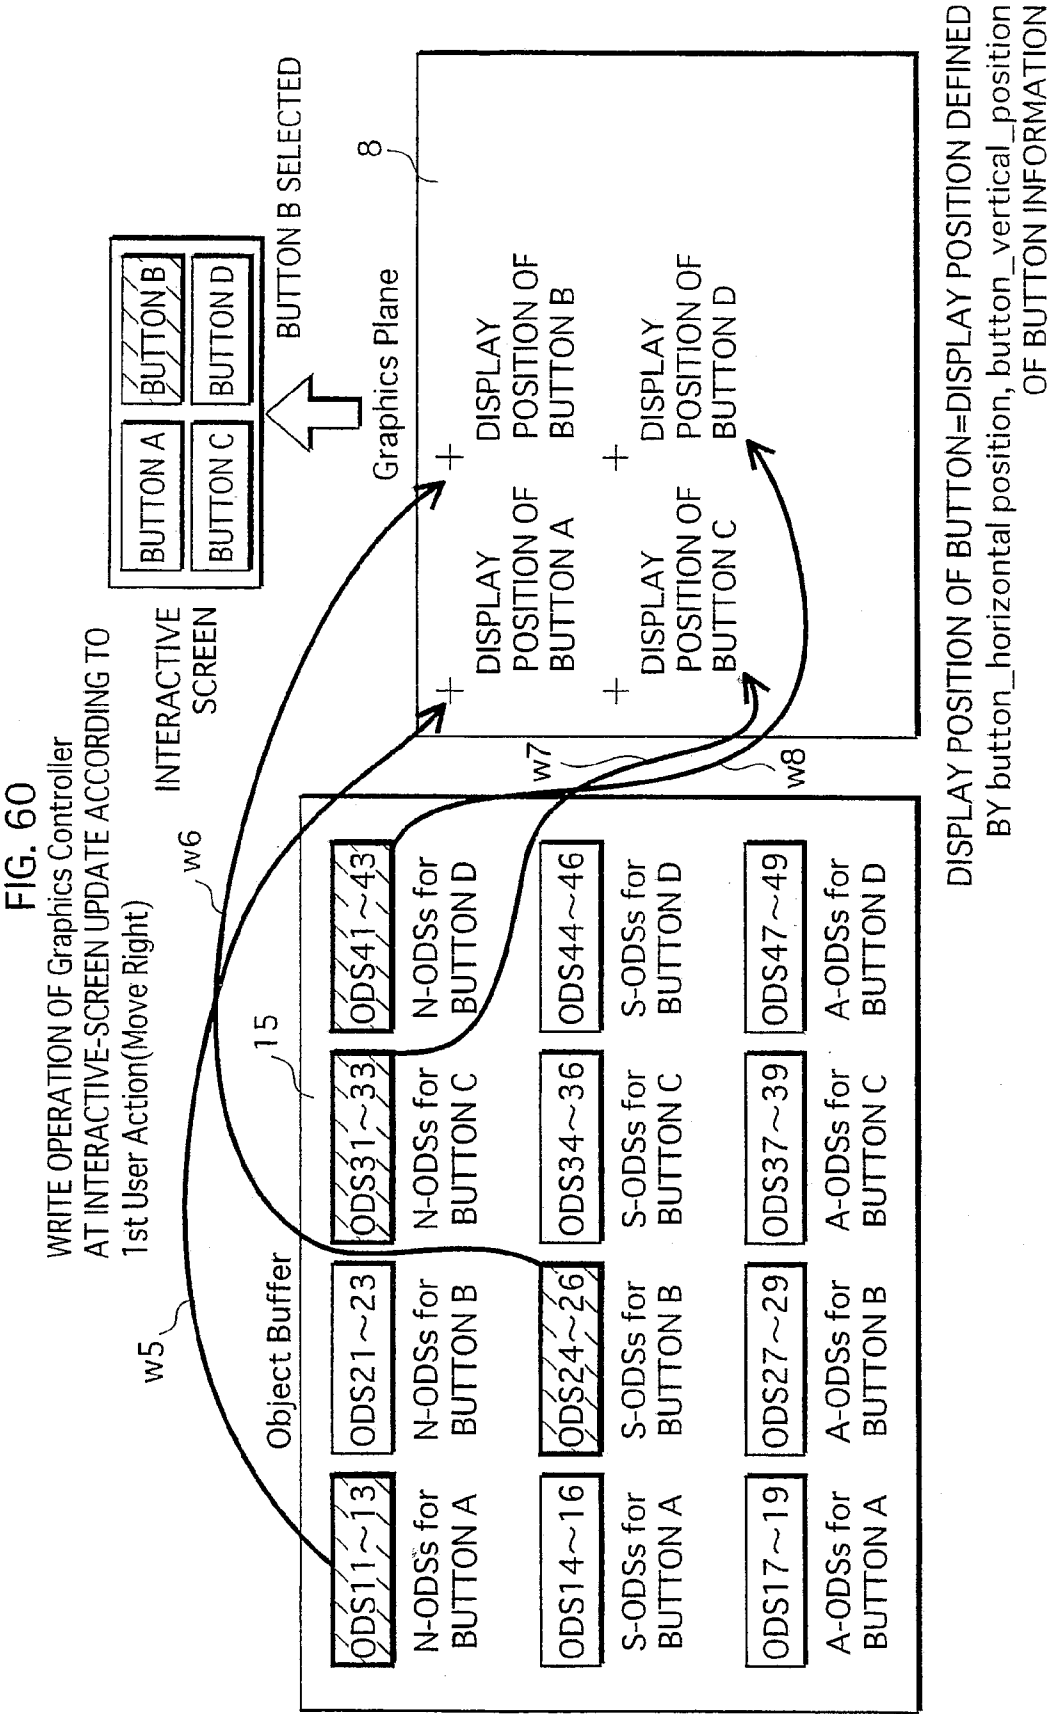 FIG. 60
WRITE OPERATION OF Graphics Controller
AT INTERACTIVE-SCREEN UPDATE ACCORDING TO
1st User Action(Move Right)
INTERACTIVE
SCREEN
BUTTON A
BUTTON B
BUTTON C
BUTTON D
BUTTON B SELECTED
w5
w6
Object Buffer
15
ODS11~13
N-ODSs for
BUTTON A
ODS21~23
N-ODSs for
BUTTON B
ODS31~33
N-ODSs for
BUTTON C
ODS41~43
N-ODSs for
BUTTON D
ODS14~16
S-ODSs for
BUTTON A
ODS24~26
S-ODSs for
BUTTON B
ODS34~36
S-ODSs for
BUTTON C
ODS44~46
S-ODSs for
BUTTON D
ODS17~19
A-ODSs for
BUTTON A
ODS27~29
A-ODSs for
BUTTON B
ODS37~39
A-ODSs for
BUTTON C
ODS47~49
A-ODSs for
BUTTON D
w7
w8
Graphics Plane
8
DISPLAY
POSITION OF
BUTTON A
DISPLAY
POSITION OF
BUTTON B
DISPLAY
POSITION OF
BUTTON C
DISPLAY
POSITION OF
BUTTON D
DISPLAY POSITION OF BUTTON=DISPLAY POSITION DEFINED
BY button_horizontal position, button_vertical_position
OF BUTTON INFORMATION